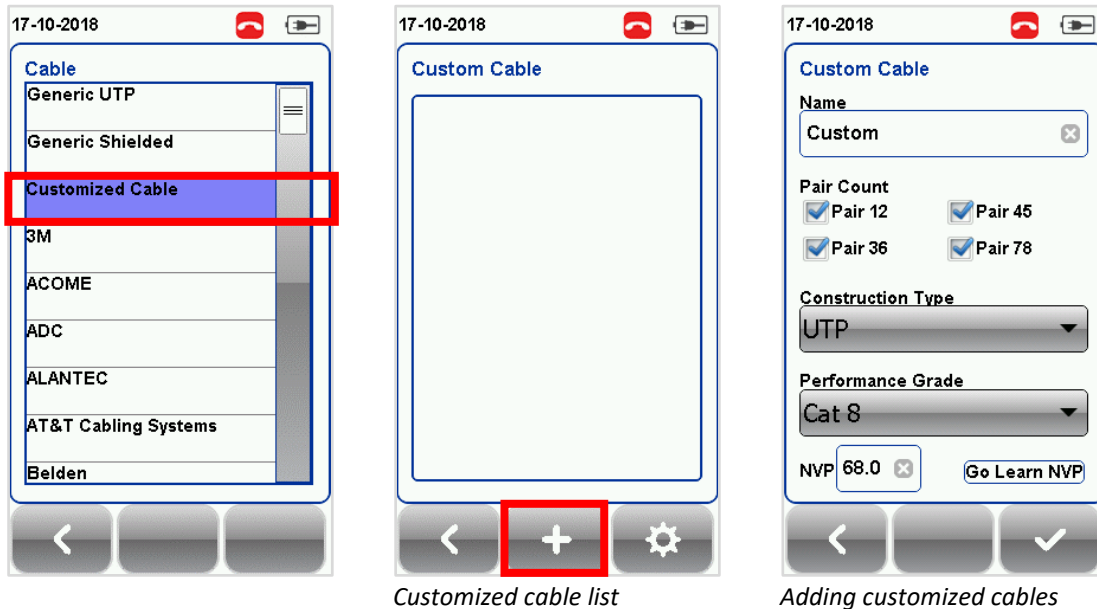 17-10-2018
Cable
Generic UTP
Generic Shielded
Customized Cable
3M
ACOME
ADC
ALANTEC
AT&T Cabling Systems
Belden
17-10-2018
Custom Cable
Customized cable list
17-10-2018
Custom Cable
Name
Custom
Pair Count
Pair 12 Pair 45
Pair 36 Pair 78
Construction Type
UTP
Performance Grade
Cat 8
NVP 68.0 Go Learn NVP
Adding customized cables